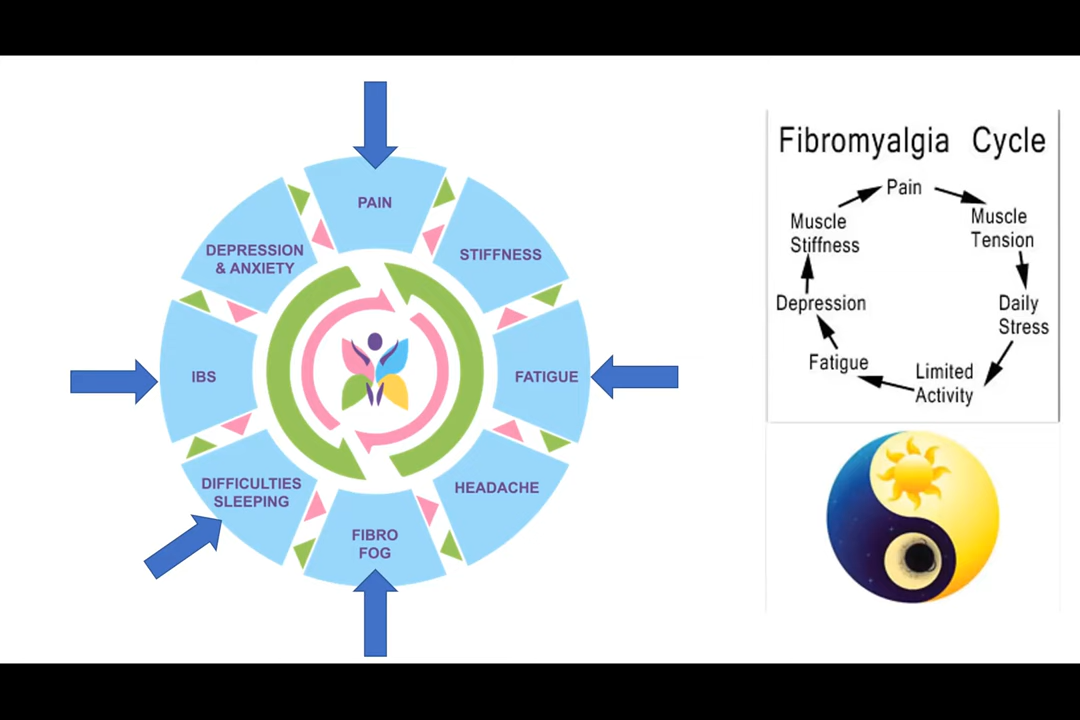 PAIN
STIFFNESS
FATIGUE
HEADACHE
FIBRO
FOG
DIFFICULTIES
SLEEPING
IBS
DEPRESSION
& ANXIETY
Fibromyalgia Cycle
Pain
Muscle
Tension
Daily
Stress
Limited
Activity
Fatigue
Depression
Muscle
Stiffness